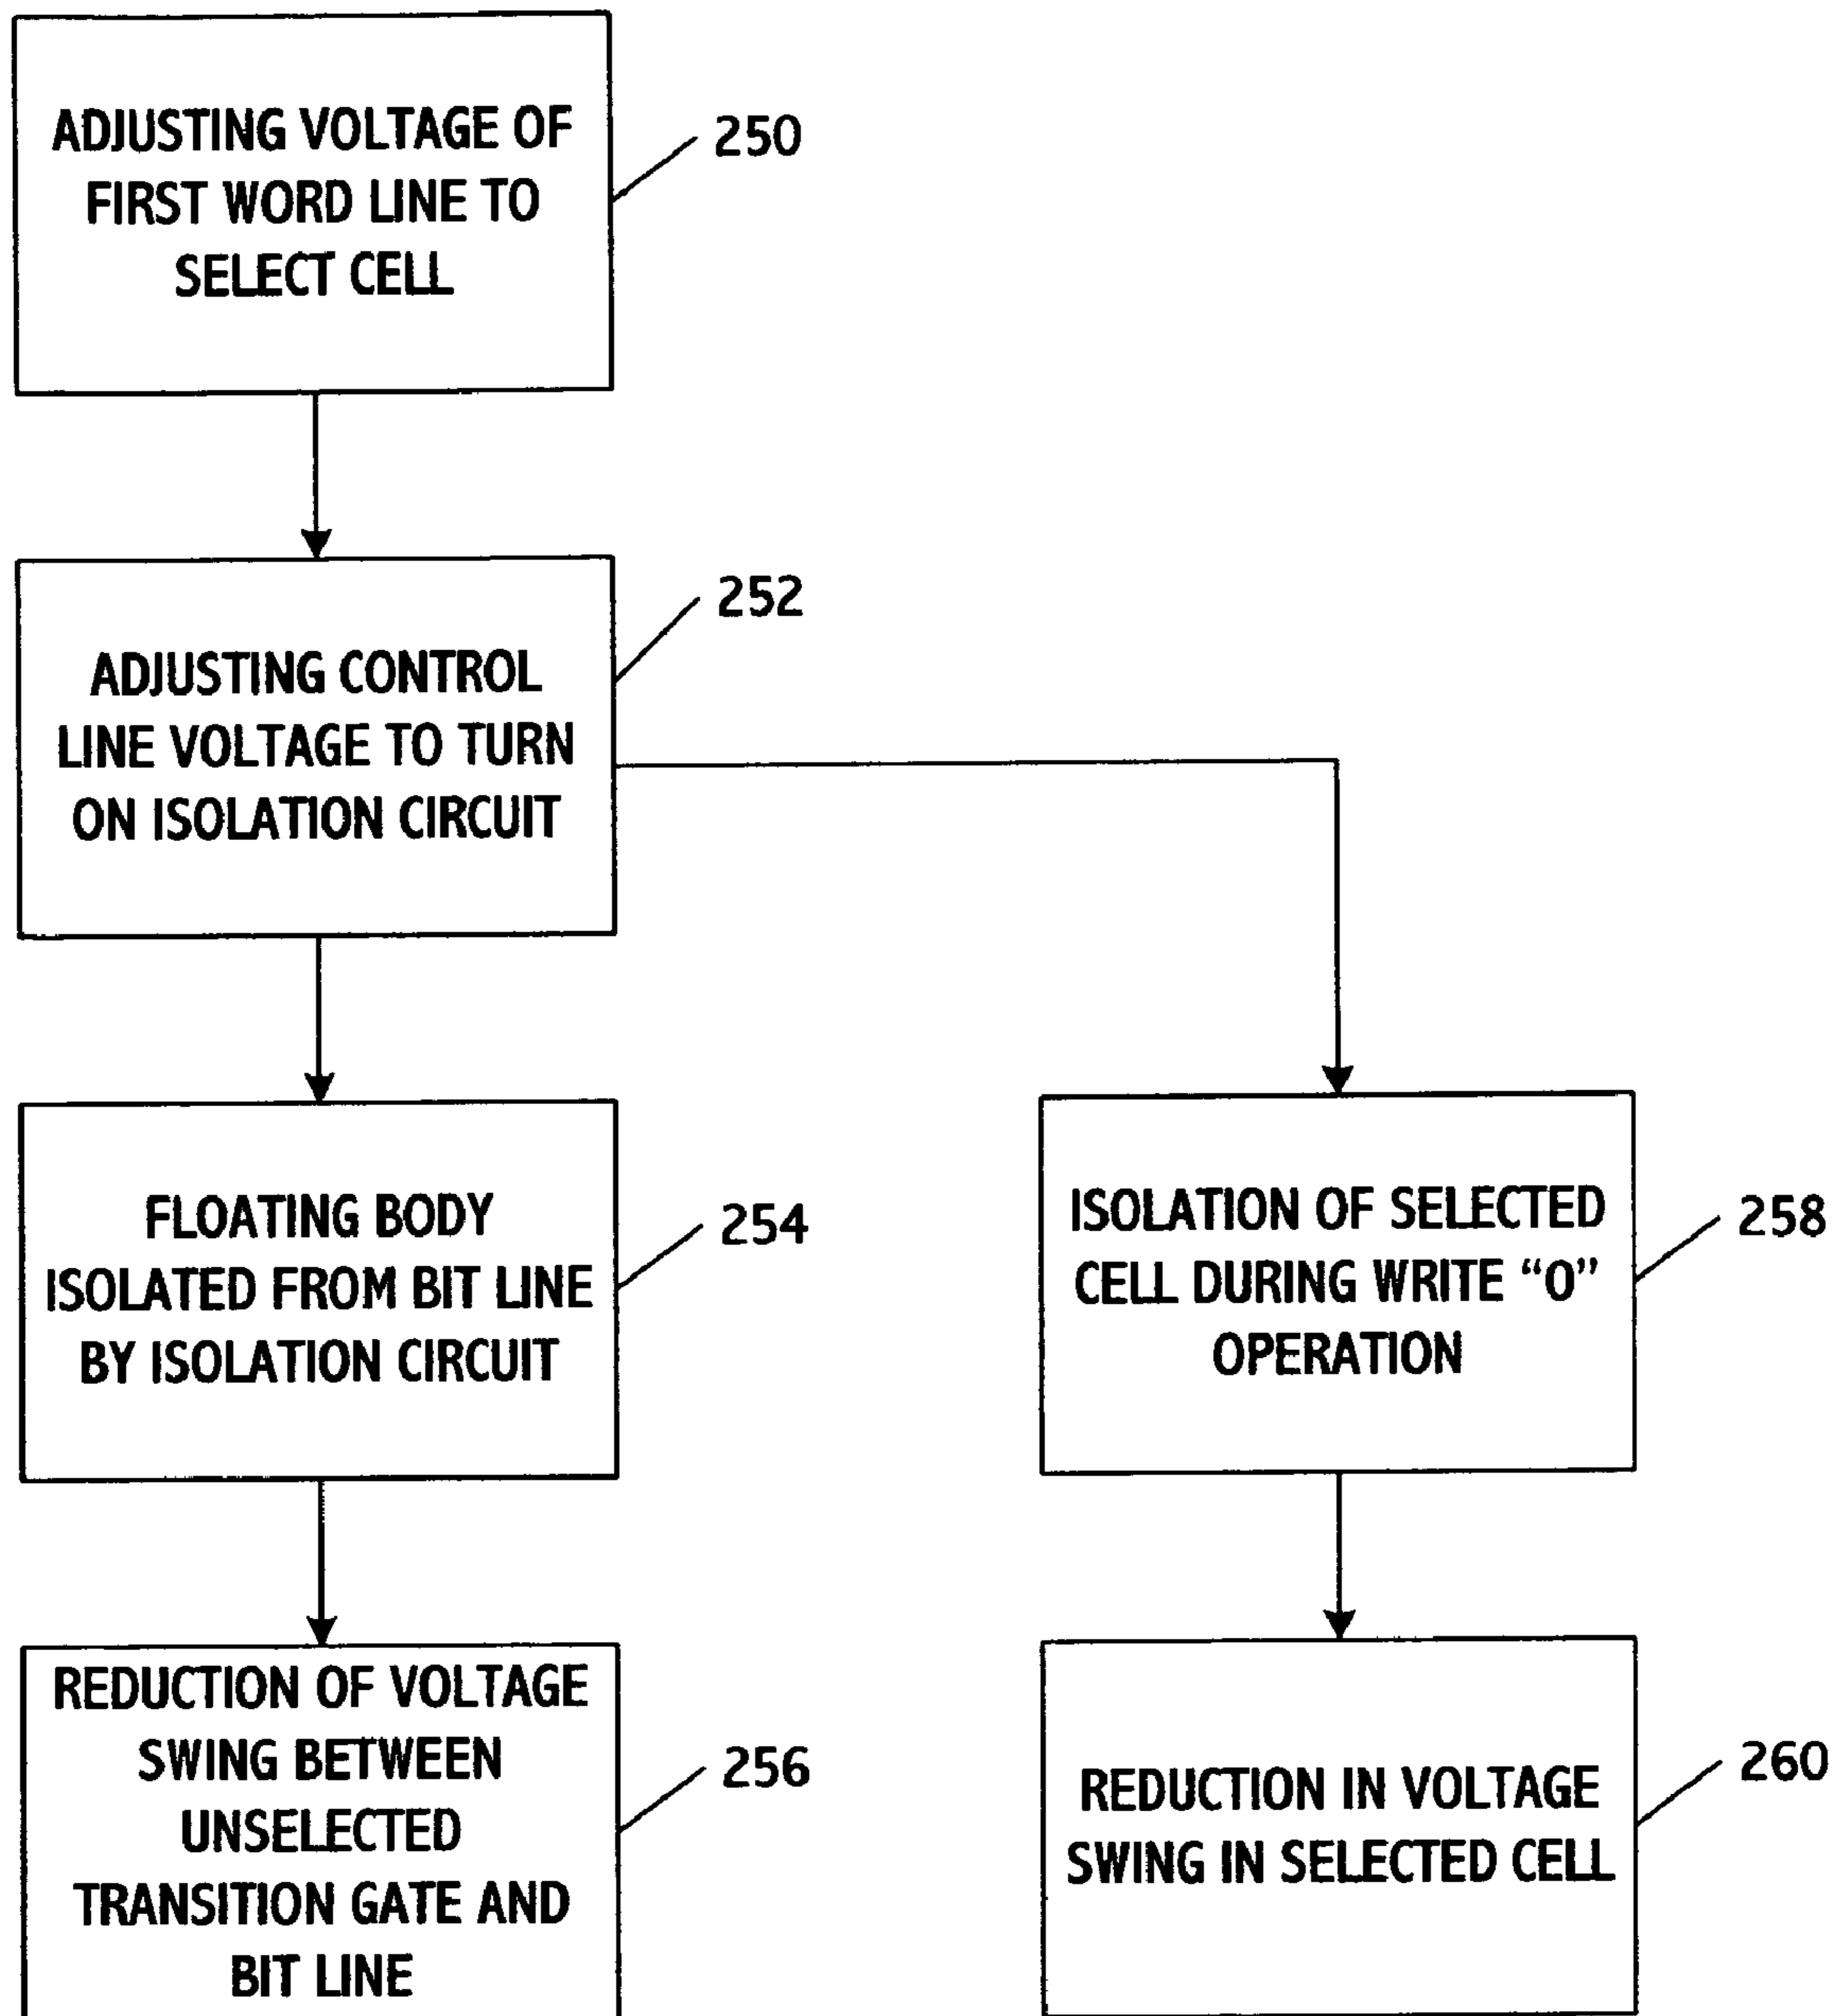 ADJUSTING VOLTAGE OF
FIRST WORD LINE TO
SELECT CELL
250
ADJUSTING CONTROL
LINE VOLTAGE TO TURN
ON ISOLATION CIRCUIT
252
FLOATING BODY
ISOLATED FROM BIT LINE
BY ISOLATION CIRCUIT
254
ISOLATION OF SELECTED
CELL DURING WRITE “0”
OPERATION
258
REDUCTION OF VOLTAGE
SWING BETWEEN
UNSELECTED
TRANSITION GATE AND
BIT LINE
256
REDUCTION IN VOLTAGE
SWING IN SELECTED CELL
260